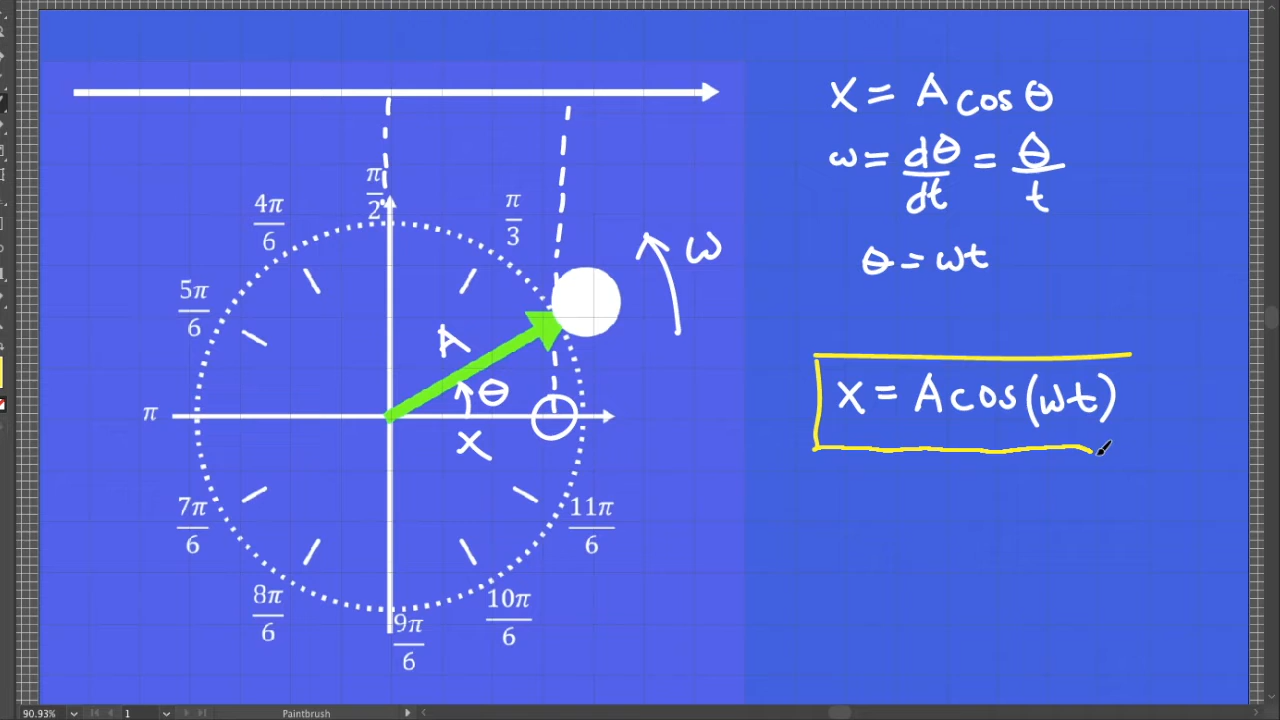 X = A cos θ
ω = dθ/dt = θ/t
θ = ωt
X = A cos(ωt)
π/2
π/3
4π/6
5π/6
π
7π/6
8π/6
9π/6
10π/6
11π/6
ω
A
θ
X
90.93%
1
Paintbrush